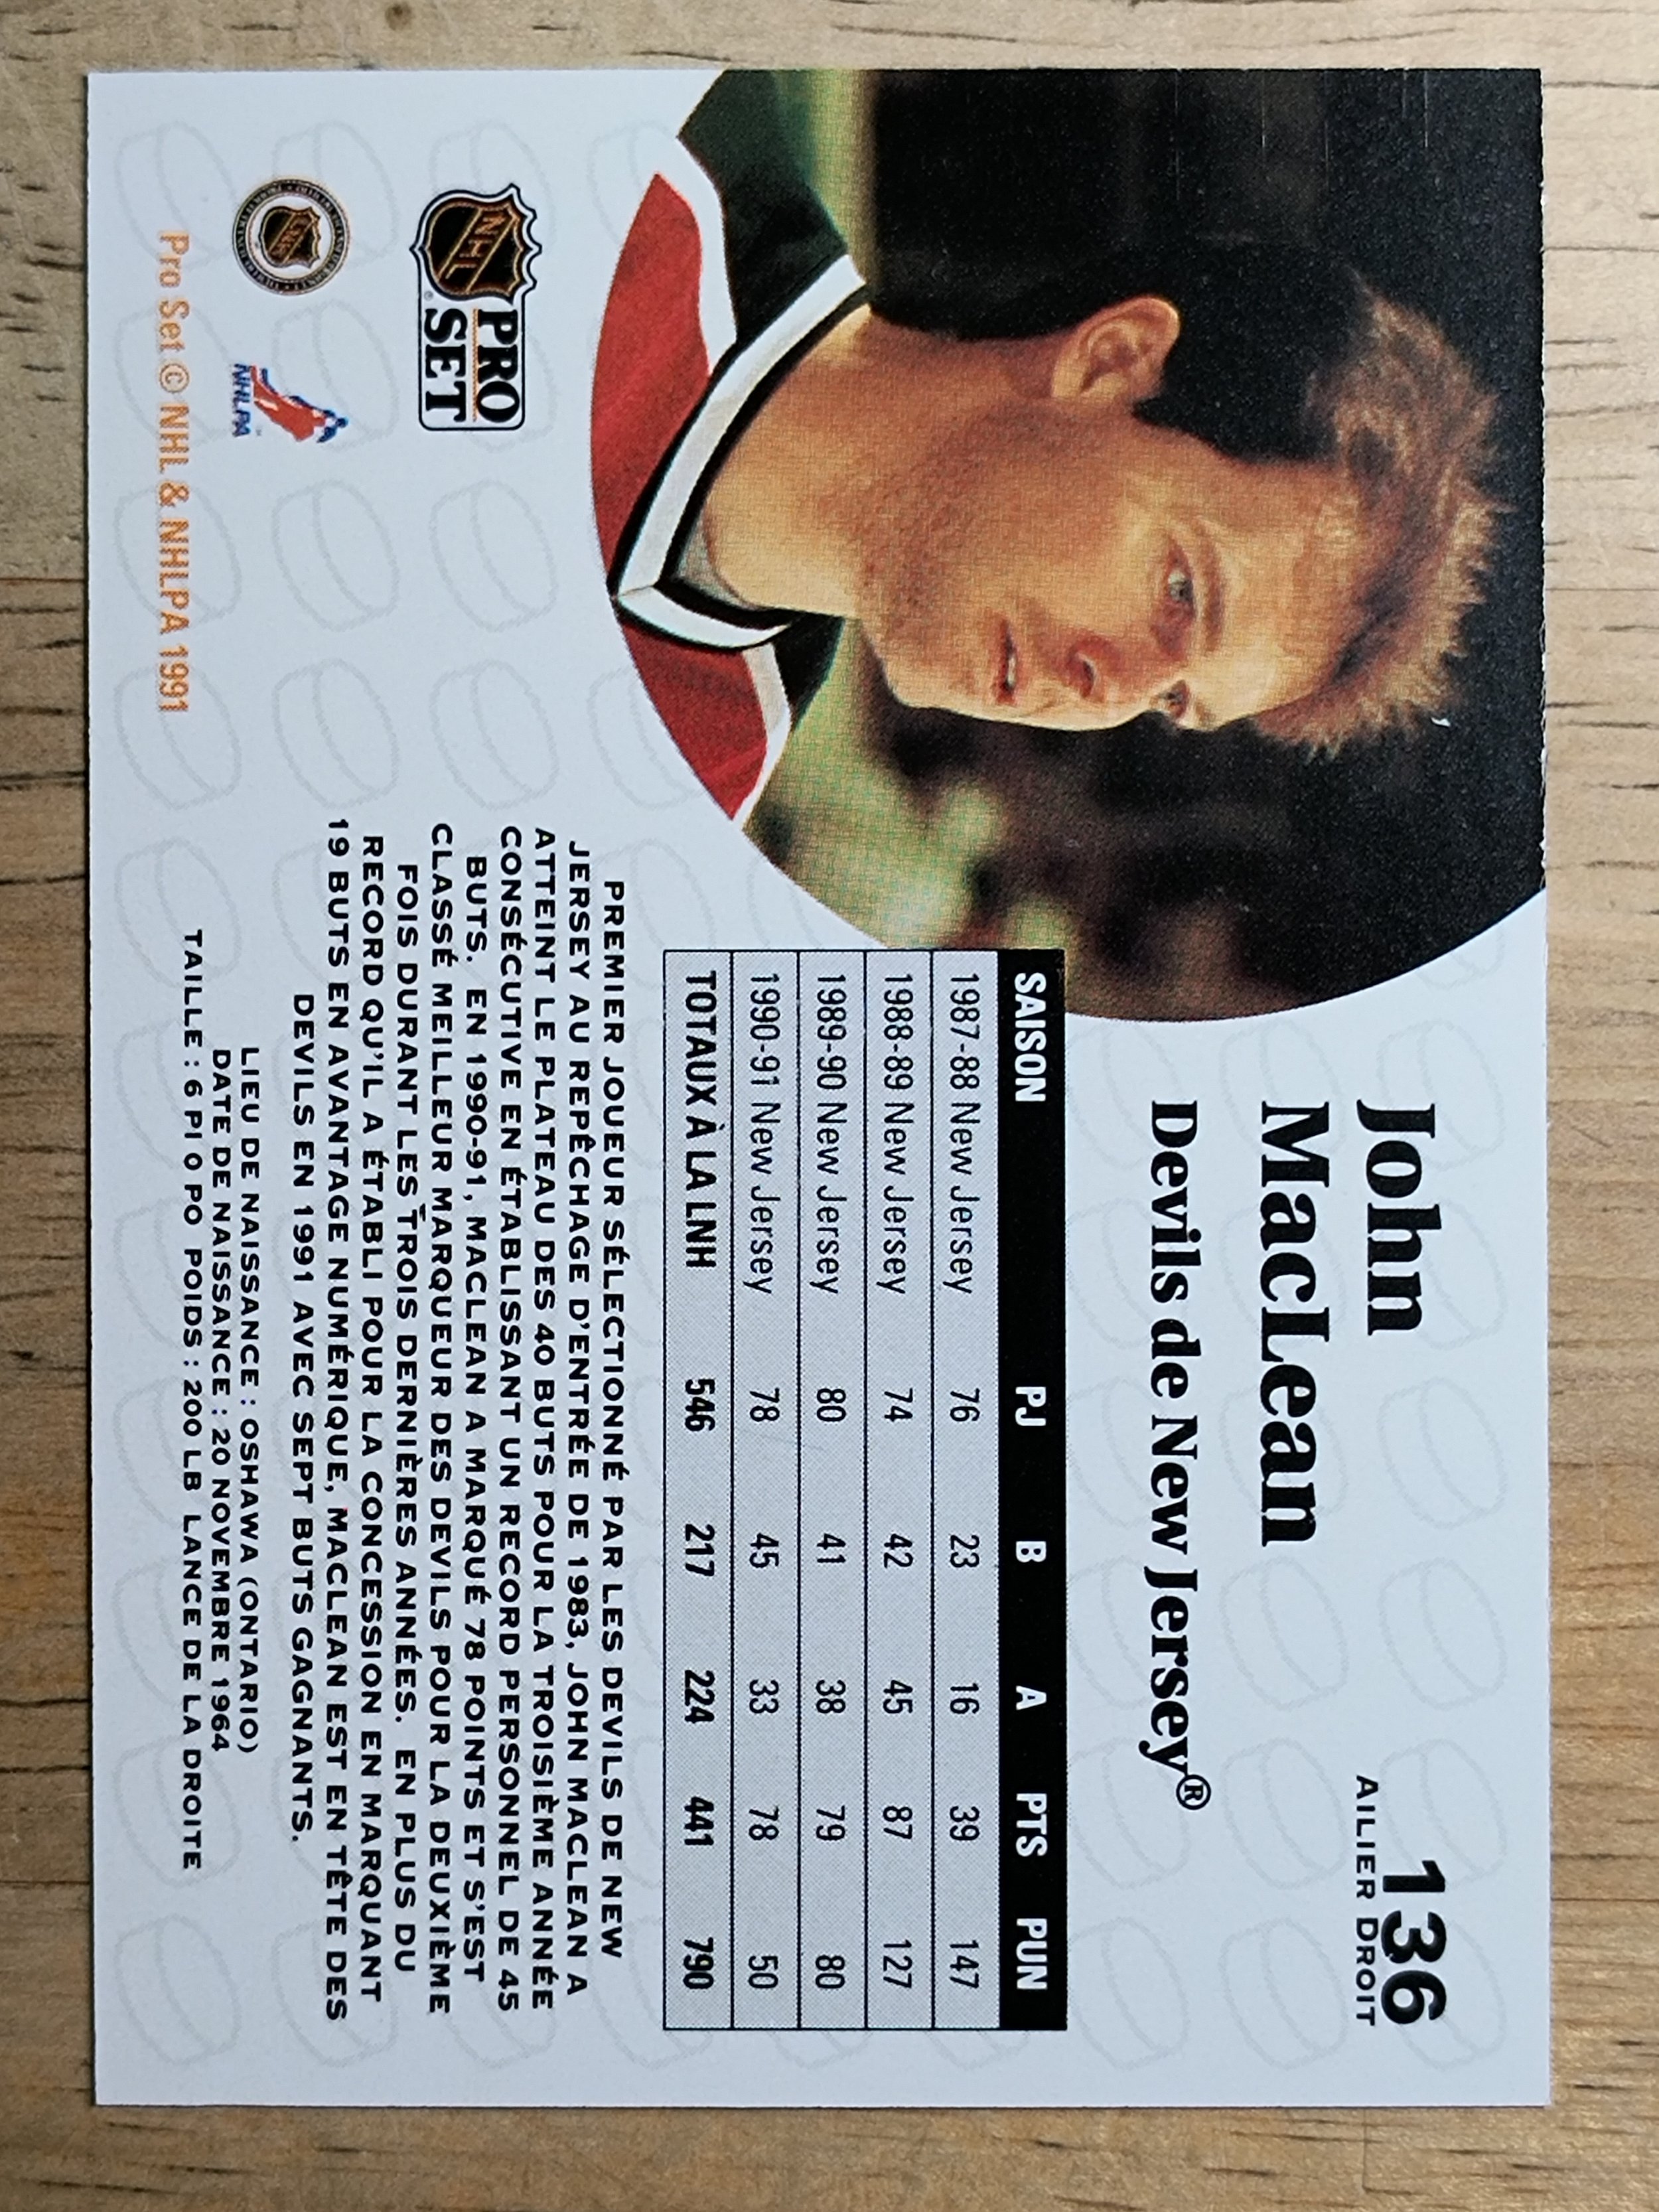 136
AILIER DROIT
John
MacLean
Devils de New Jersey®
SAISON PJ B A PTS PUN
1987-88 New Jersey 76 23 16 39 147
1988-89 New Jersey 74 42 45 87 127
1989-90 New Jersey 80 41 38 79 80
1990-91 New Jersey 78 45 33 78 50
TOTAUX À LA LNH 546 217 224 441 790
PREMIER JOUEUR SÉLECTIONNÉ PAR LES DEVILS DE NEW
JERSEY AU REPÊCHAGE D'ENTRÉE DE 1983, JOHN MACLEAN A
ATTEINT LE PLATEAU DES 40 BUTS POUR LA TROISIÈME ANNÉE
CONSÉCUTIVE EN ÉTABLISSANT UN RECORD PERSONNEL DE 45
BUTS. EN 1990-91, MACLEAN A MARQUÉ 78 POINTS ET S'EST
CLASSÉ MEILLEUR MARQUEUR DES DEVILS POUR LA DEUXIÈME
FOIS DURANT LES TROIS DERNIÈRES ANNÉES. EN PLUS DU
RECORD QU'IL A ÉTABLI POUR LA CONCESSION EN MARQUANT
19 BUTS EN AVANTAGE NUMÉRIQUE, MACLEAN EST EN TÊTE DES
DEVILS EN 1991 AVEC SEPT BUTS GAGNANTS.
LIEU DE NAISSANCE : OSHAWA (ONTARIO)
DATE DE NAISSANCE : 20 NOVEMBRE 1964
TAILLE : 6 PI 0 PO POIDS : 200 LB LANCE DE LA DROITE
NHL
PRO
SET
NHLPA
Pro Set © NHL & NHLPA 1991